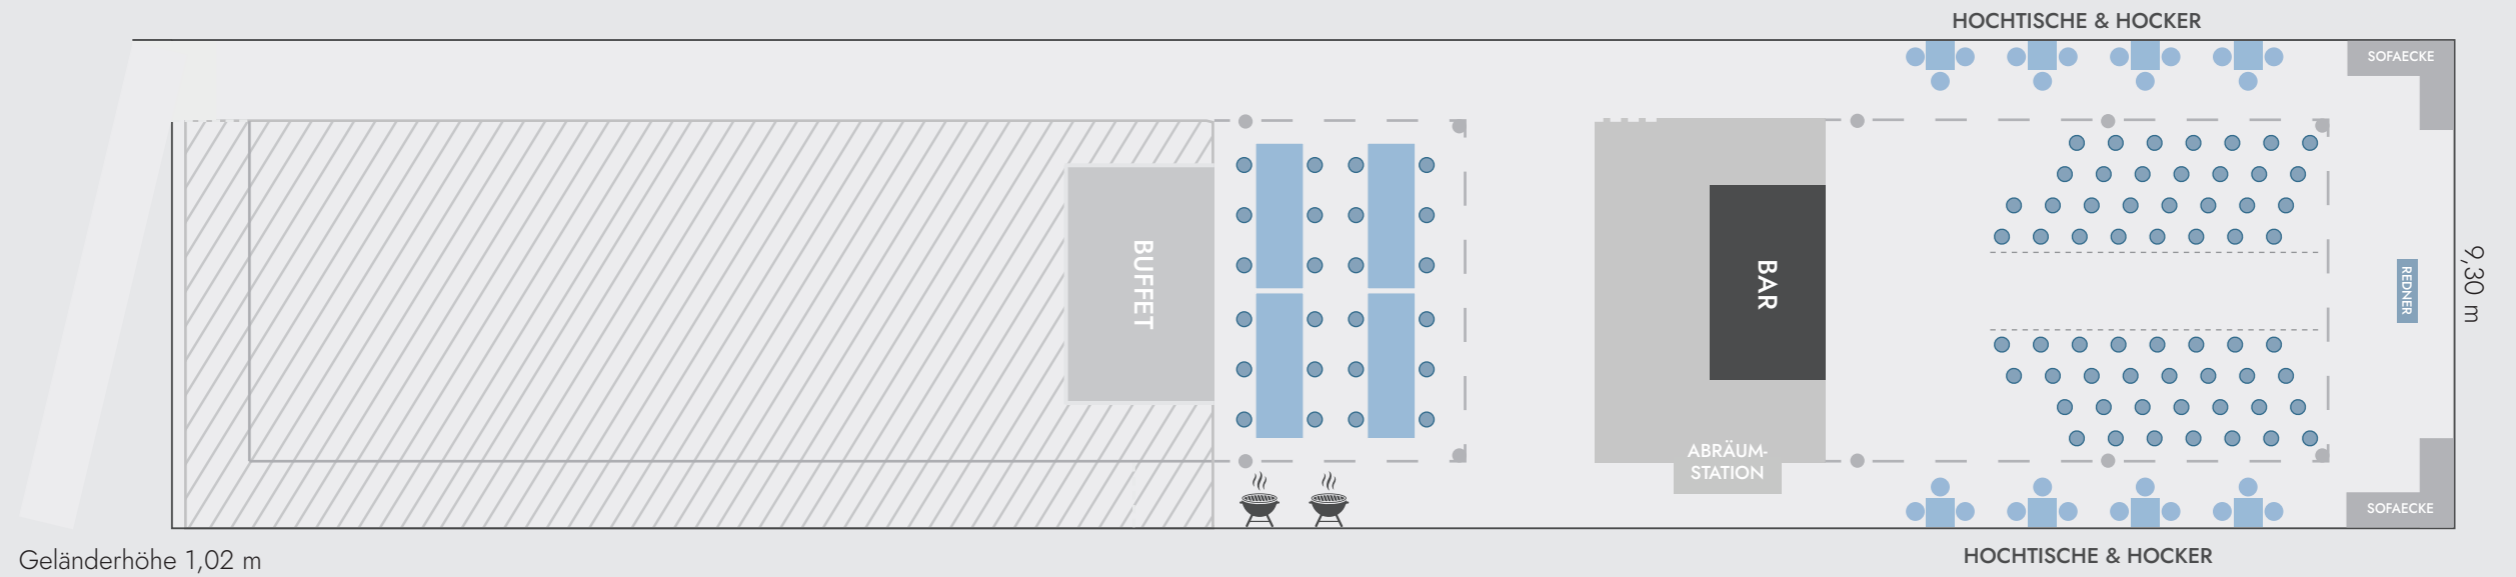 HOCHTISCHE & HOCKER
SOFAECKE
BUFFET
BAR
REDNER
9,30 m
ABRÄUM-
STATION
SOFAECKE
HOCHTISCHE & HOCKER
Geländerhöhe 1,02 m